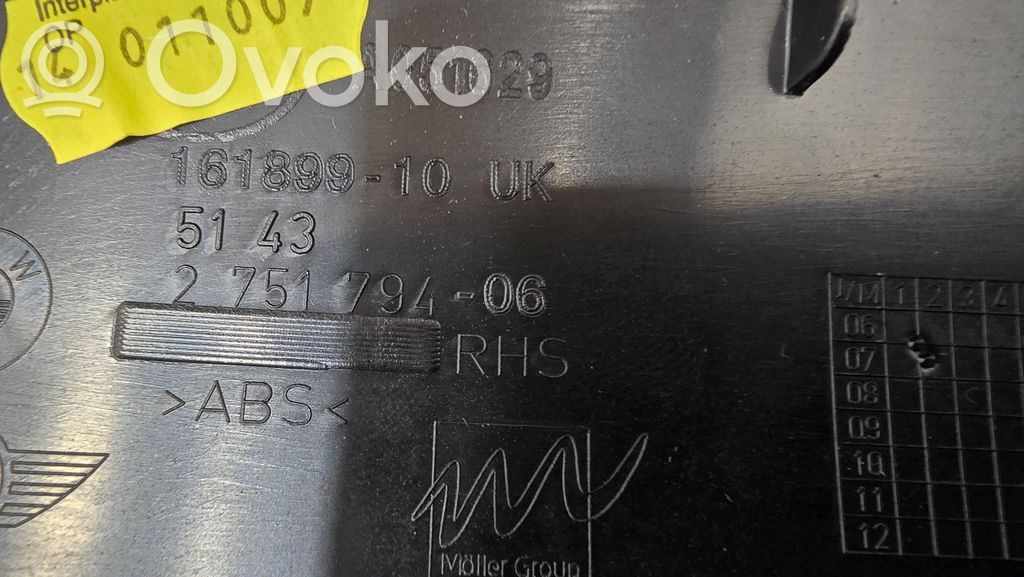 OVOKO
161899-10 UK
51 43
2 751 794-06
RHS
>ABS<
Möller Group
J/M 1 2 3 4
06
07
08
09
10
11
12